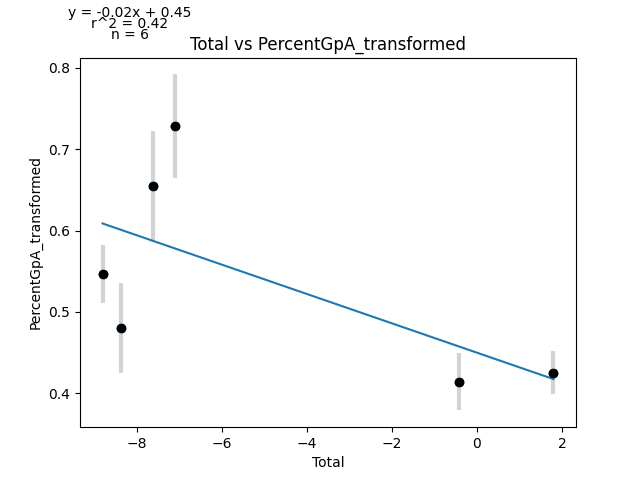 y = -0.02x + 0.45
r^2 = 0.42
n = 6
Total vs PercentGpA_transformed
0.8
0.7
0.6
0.5
0.4
PercentGpA_transformed
−8
−6
−4
−2
0
2
Total